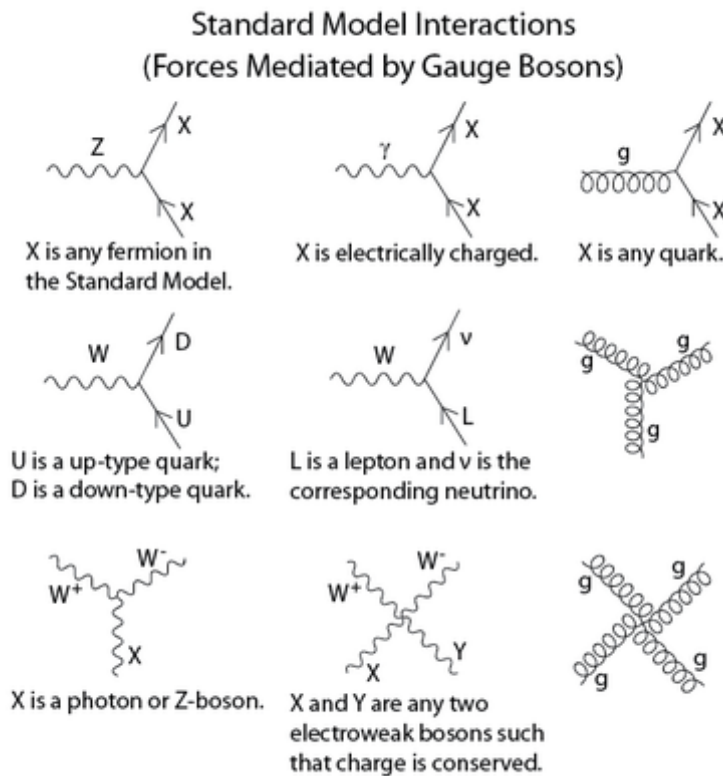 Standard Model Interactions
(Forces Mediated by Gauge Bosons)
Z
X
X
X is any fermion in
the Standard Model.
γ
X
X
X is electrically charged.
g
X
X
X is any quark.
W
D
U
U is a up-type quark;
D is a down-type quark.
W
ν
L
L is a lepton and ν is the
corresponding neutrino.
g
g
g
W+
W-
X
X is a photon or Z-boson.
W+
W-
X
Y
X and Y are any two
electroweak bosons such
that charge is conserved.
g
g
g
g